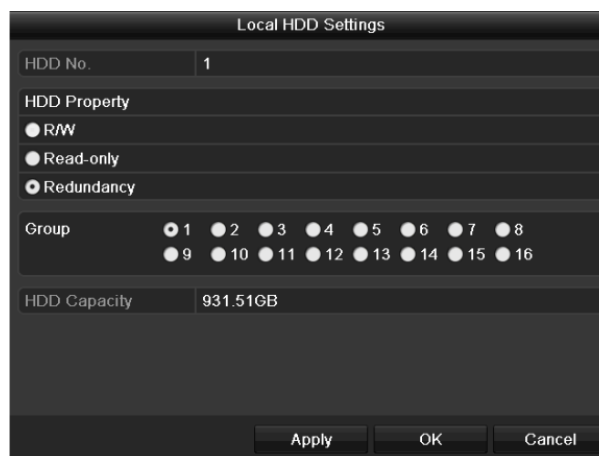 Local HDD Settings
HDD No. 1
HDD Property
R/W
Read-only
Redundancy
Group 1 2 3 4 5 6 7 8
9 10 11 12 13 14 15 16
HDD Capacity 931.51GB
Apply OK Cancel